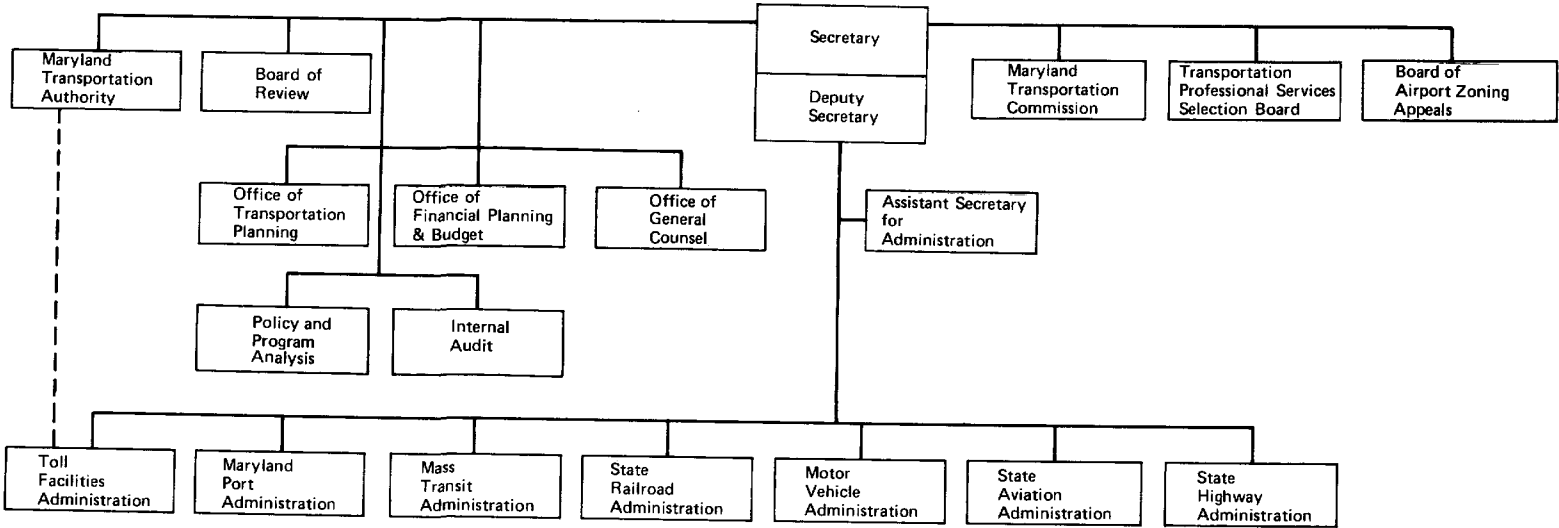 Secretary
Deputy
Secretary
Maryland
Transportation
Authority
Board of
Review
Maryland
Transportation
Commission
Transportation
Professional Services
Selection Board
Board of
Airport Zoning
Appeals
Office of
Transportation
Planning
Office of
Financial Planning
& Budget
Office of
General
Counsel
Assistant Secretary
for
Administration
Policy and
Program
Analysis
Internal
Audit
Toll
Facilities
Administration
Maryland
Port
Administration
Mass
Transit
Administration
State
Railroad
Administration
Motor
Vehicle
Administration
State
Aviation
Administration
State
Highway
Administration